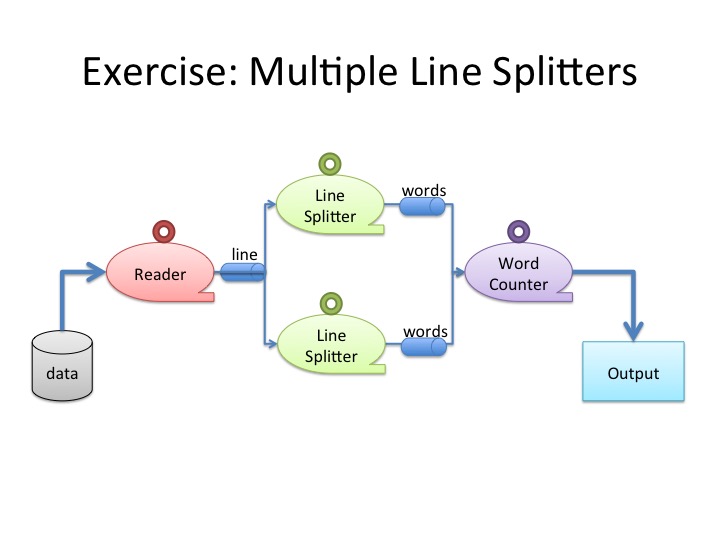 Exercise: Multiple Line Splitters
Line
Splitter
words
line
Reader
Word
Counter
Line
Splitter
words
data
Output